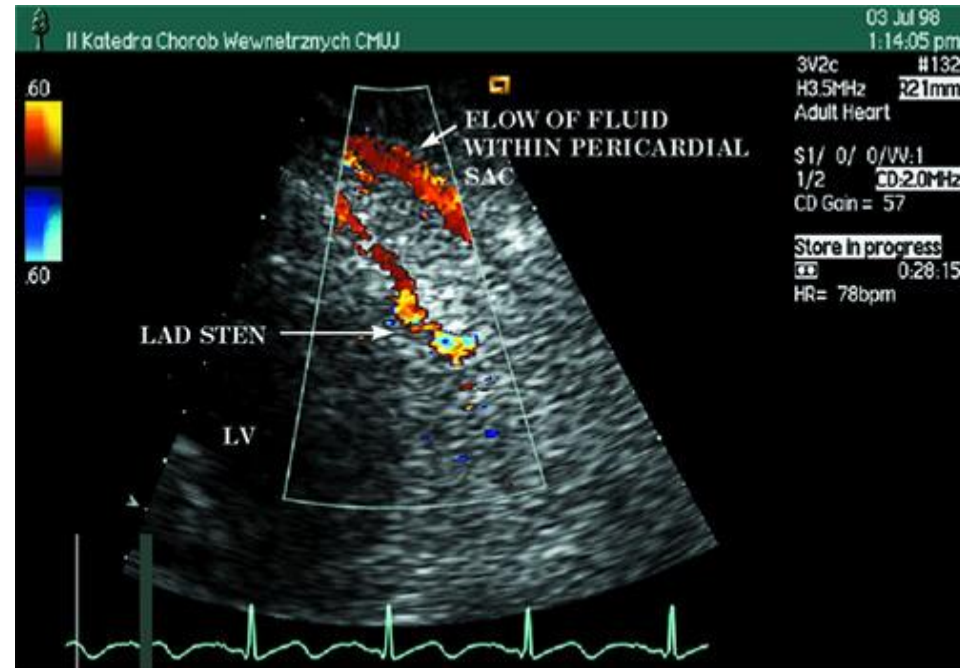 II Katedra Chorob Wewnetrznych CMUJ
03 Jul 98
1:14:05 pm
3V2c #132
H3.5MHz R21mm
Adult Heart
S1/ 0/ 0/VV:1
1/2 CD:2.0MHz
CD Gain = 57
Store in progress
0:28:15
HR= 78bpm
.60
.60
FLOW OF FLUID
WITHIN PERICARDIAL
SAC
LAD STEN
LV